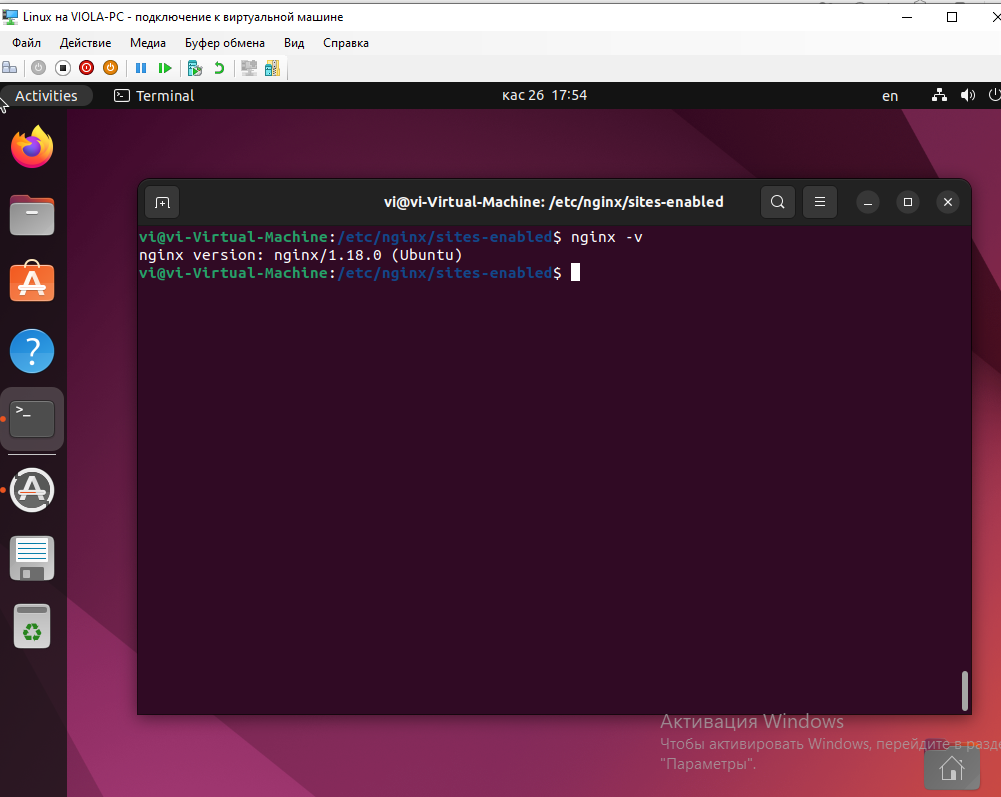 Linux на VIOLA-PC - подключение к виртуальной машине
Файл Действие Медиа Буфер обмена Вид Справка
Activities Terminal кас 26 17:54 en
vi@vi-Virtual-Machine: /etc/nginx/sites-enabled
vi@vi-Virtual-Machine:/etc/nginx/sites-enabled$ nginx -v
nginx version: nginx/1.18.0 (Ubuntu)
vi@vi-Virtual-Machine:/etc/nginx/sites-enabled$
Активация Windows
Чтобы активировать Windows, перейдите в разде
"Параметры".